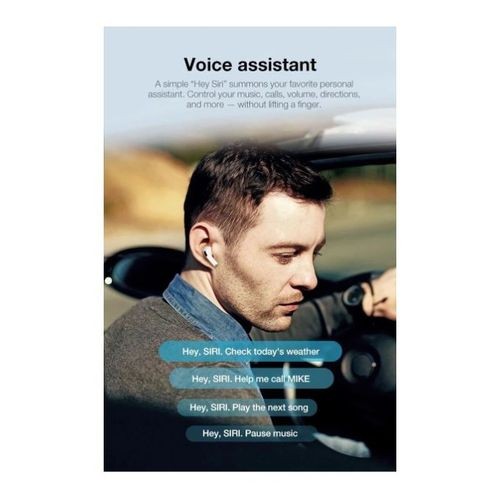 Voice assistant
A simple “Hey Siri” summons your favorite personal
assistant. Control your music, calls, volume, directions,
and more — without lifting a finger.
Hey, SIRI. Check today's weather
Hey, SIRI. Help me call MIKE
Hey, SIRI. Play the next song
Hey, SIRI. Pause music